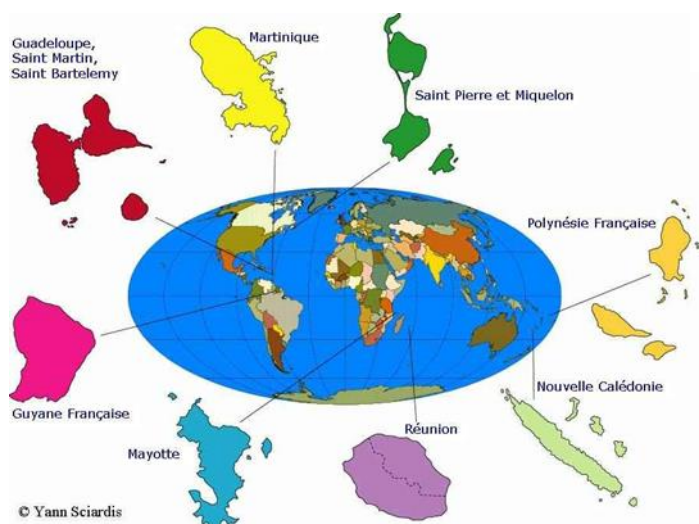 Guadeloupe,
Saint Martin,
Saint Bartelemy
Martinique
Saint Pierre et Miquelon
Polynésie Française
Guyane Française
Nouvelle Calédonie
Réunion
Mayotte
© Yann Sciardis